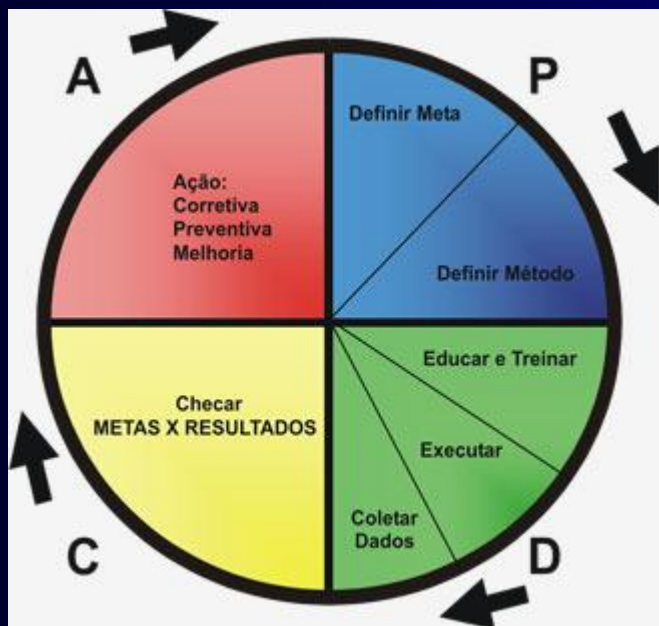 A
P
Definir Meta
Ação:
Corretiva
Preventiva
Melhoria
Definir Método
Educar e Treinar
Checar
METAS X RESULTADOS
Executar
Coletar
Dados
C
D